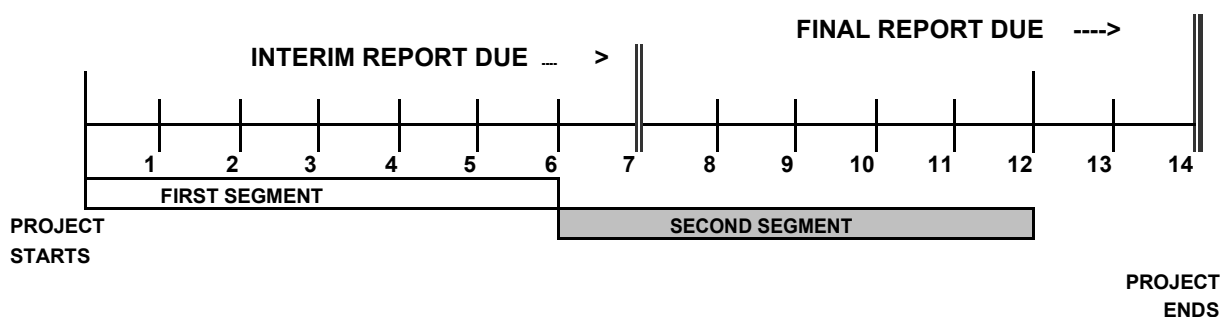 FINAL REPORT DUE ---->
INTERIM REPORT DUE .... >
1 2 3 4 5 6 7 8 9 10 11 12 13 14
FIRST SEGMENT
PROJECT
STARTS
SECOND SEGMENT
PROJECT
ENDS